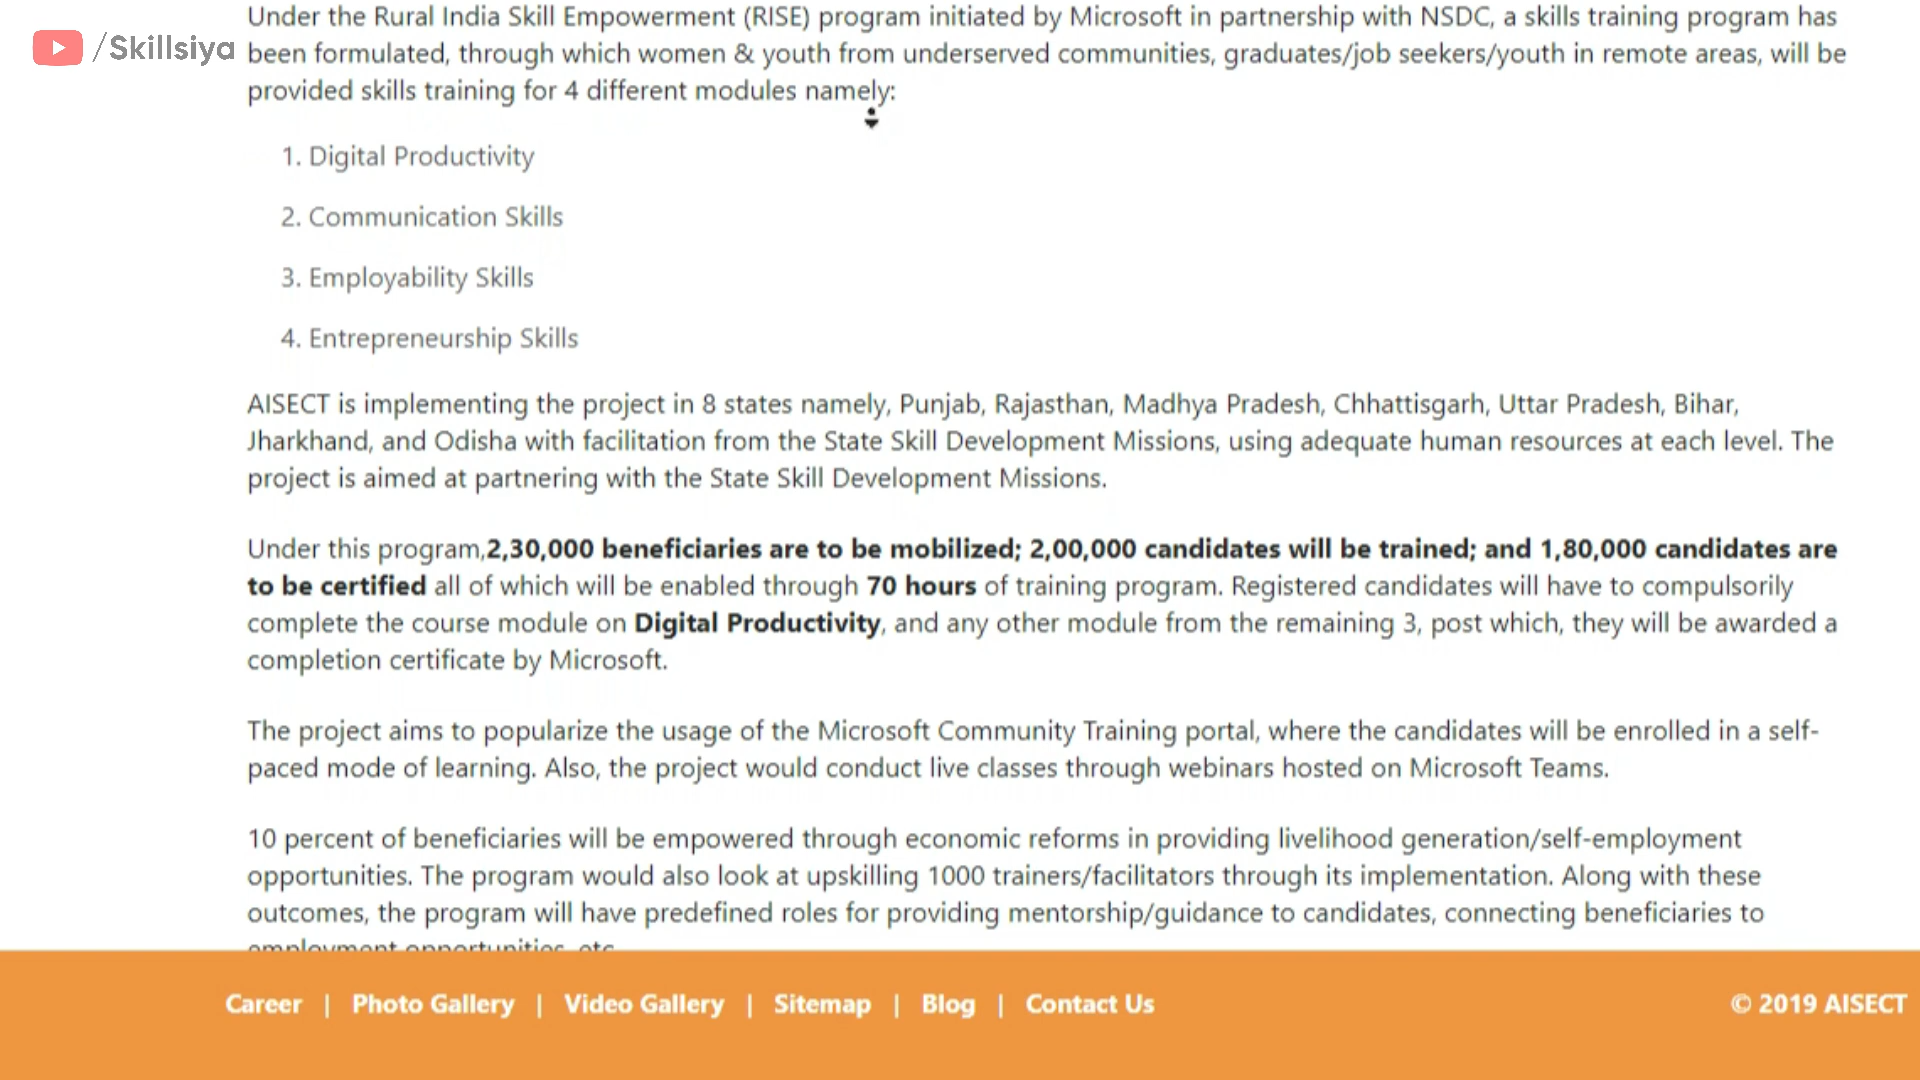 Under the Rural India Skill Empowerment (RISE) program initiated by Microsoft in partnership with NSDC, a skills training program has
/Skillsiya
been formulated, through which women & youth from underserved communities, graduates/job seekers/youth in remote areas, will be
provided skills training for 4 different modules namely:
1. Digital Productivity
2. Communication Skills
3. Employability Skills
4. Entrepreneurship Skills
AISECT is implementing the project in 8 states namely, Punjab, Rajasthan, Madhya Pradesh, Chhattisgarh, Uttar Pradesh, Bihar,
Jharkhand, and Odisha with facilitation from the State Skill Development Missions, using adequate human resources at each level. The
project is aimed at partnering with the State Skill Development Missions.
Under this program,2,30,000 beneficiaries are to be mobilized; 2,00,000 candidates will be trained; and 1,80,000 candidates are
to be certified all of which will be enabled through 70 hours of training program. Registered candidates will have to compulsorily
complete the course module on Digital Productivity, and any other module from the remaining 3, post which, they will be awarded a
completion certificate by Microsoft.
The project aims to popularize the usage of the Microsoft Community Training portal, where the candidates will be enrolled in a self-
paced mode of learning. Also, the project would conduct live classes through webinars hosted on Microsoft Teams.
10 percent of beneficiaries will be empowered through economic reforms in providing livelihood generation/self-employment
opportunities. The program would also look at upskilling 1000 trainers/facilitators through its implementation. Along with these
outcomes, the program will have predefined roles for providing mentorship/guidance to candidates, connecting beneficiaries to
employment opportunities, etc
Career | Photo Gallery | Video Gallery | Sitemap | Blog | Contact Us
© 2019 AISECT